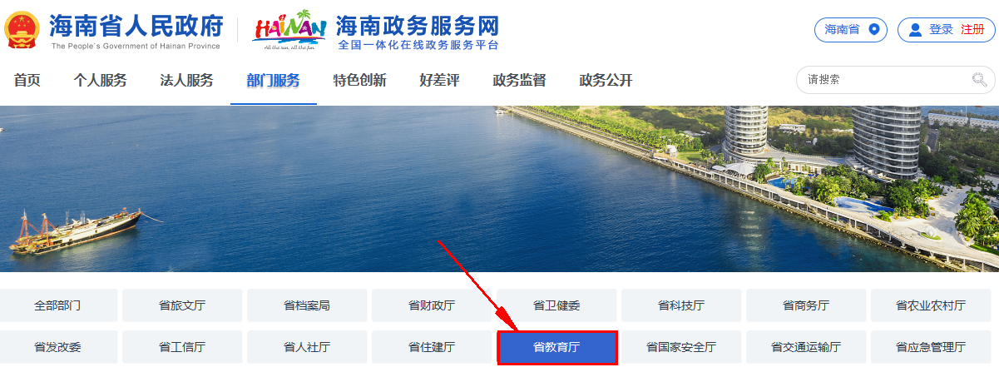 海南省人民政府
The People's Government of Hainan Province
HAiNAN
All the sun, all the fun.
海南政务服务网
全国一体化在线政务服务平台
海南省
登录 注册
首页 个人服务 法人服务 部门服务 特色创新 好差评 政务监督 政务公开
请搜索
全部部门 省旅文厅 省档案局 省财政厅 省卫健委 省科技厅 省商务厅 省农业农村厅
省发改委 省工信厅 省人社厅 省住建厅 省教育厅 省国家安全厅 省交通运输厅 省应急管理厅